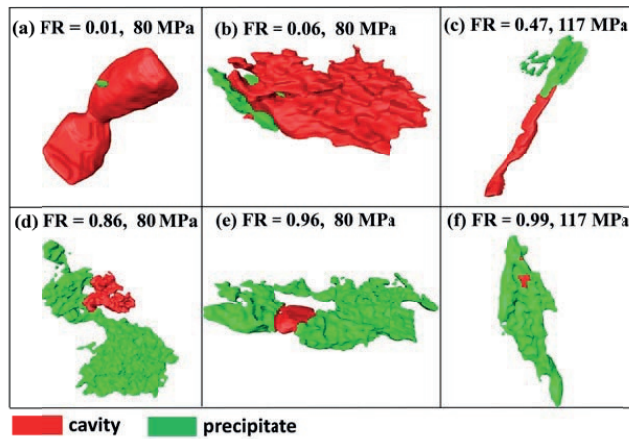 (a) FR = 0.01, 80 MPa
(b) FR = 0.06, 80 MPa
(c) FR = 0.47, 117 MPa
(d) FR = 0.86, 80 MPa
(e) FR = 0.96, 80 MPa
(f) FR = 0.99, 117 MPa
cavity precipitate